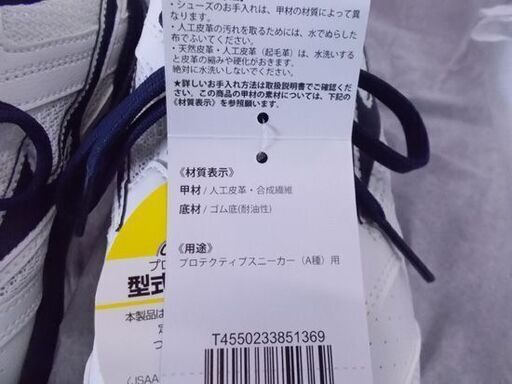 ・シューズのお手入れは、甲材の材質によって異
なります。
・人工皮革の汚れを取るためには、水でぬらした
布でふいてください。
・天然皮革・人工皮革（起毛革）は、水洗いすると
皮革の縮みや硬化がおきます。
絶対に水洗いしないでください。
★詳しいお手入れ方法は取扱説明書でご確認くだ
さい。この商品の甲材の素材については、下記の
《材質表示》を参照願います。
《材質表示》
甲材/人工皮革・合成繊維
底材/ゴム底(耐油性)
《用途》
プロテクティブスニーカー（A種）用
T4550233851369
プロ
型式
本製品は
定
つ
(JSAA